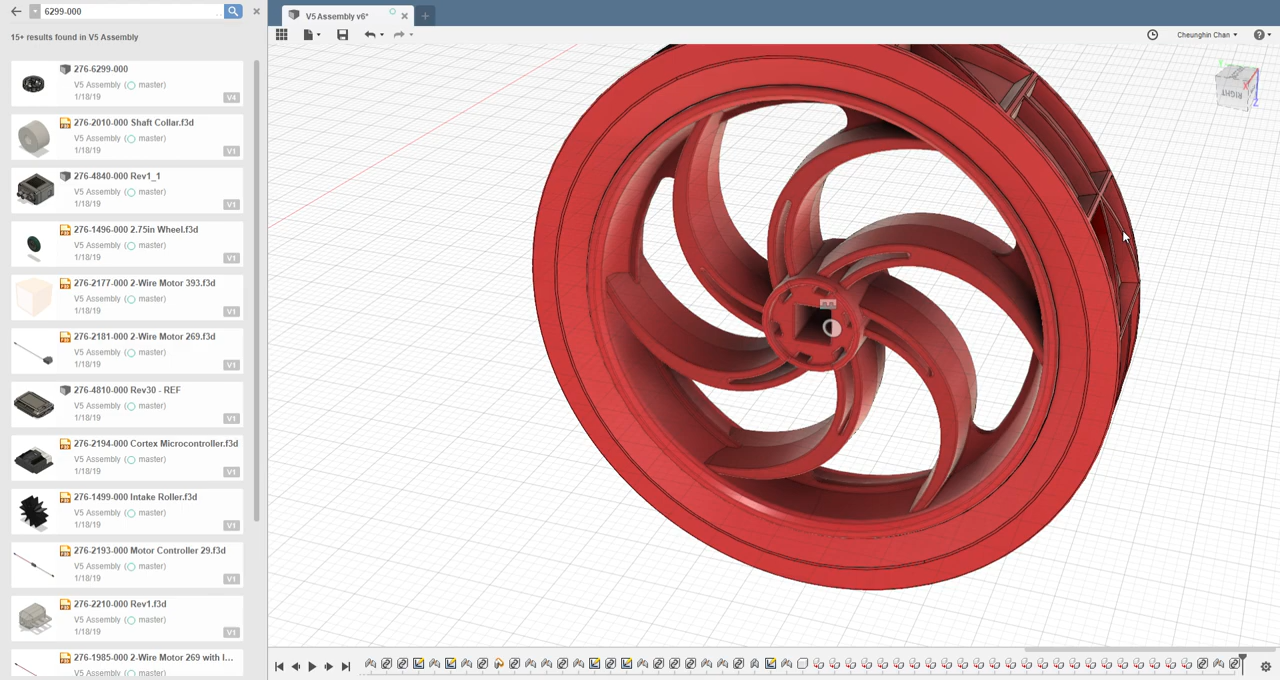 6299-000
V5 Assembly v6*
15+ results found in V5 Assembly
Cheunghin Chan
276-6299-000
V5 Assembly (master)
1/18/19
V4
276-2010-000 Shaft Collar.f3d
V5 Assembly (master)
1/18/19
V1
276-4840-000 Rev1_1
V5 Assembly (master)
1/18/19
V1
276-1496-000 2.75in Wheel.f3d
V5 Assembly (master)
1/18/19
V1
276-2177-000 2-Wire Motor 393.f3d
V5 Assembly (master)
1/18/19
V1
276-2181-000 2-Wire Motor 269.f3d
V5 Assembly (master)
1/18/19
V1
276-4810-000 Rev30 - REF
V5 Assembly (master)
1/18/19
V1
276-2194-000 Cortex Microcontroller.f3d
V5 Assembly (master)
1/18/19
V1
276-1499-000 Intake Roller.f3d
V5 Assembly (master)
1/18/19
V1
276-2193-000 Motor Controller 29.f3d
V5 Assembly (master)
1/18/19
V1
276-2210-000 Rev1.f3d
V5 Assembly (master)
1/18/19
V1
276-1985-000 2-Wire Motor 269 with I...
V5 Assembly (master)
RIGHT
Y
X
Z